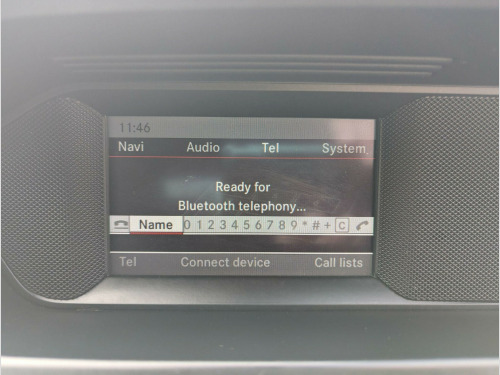 11:46
Navi Audio Tel System
Ready for
Bluetooth telephony...
Name 0 1 2 3 4 5 6 7 8 9 * # + C
Tel Connect device Call lists